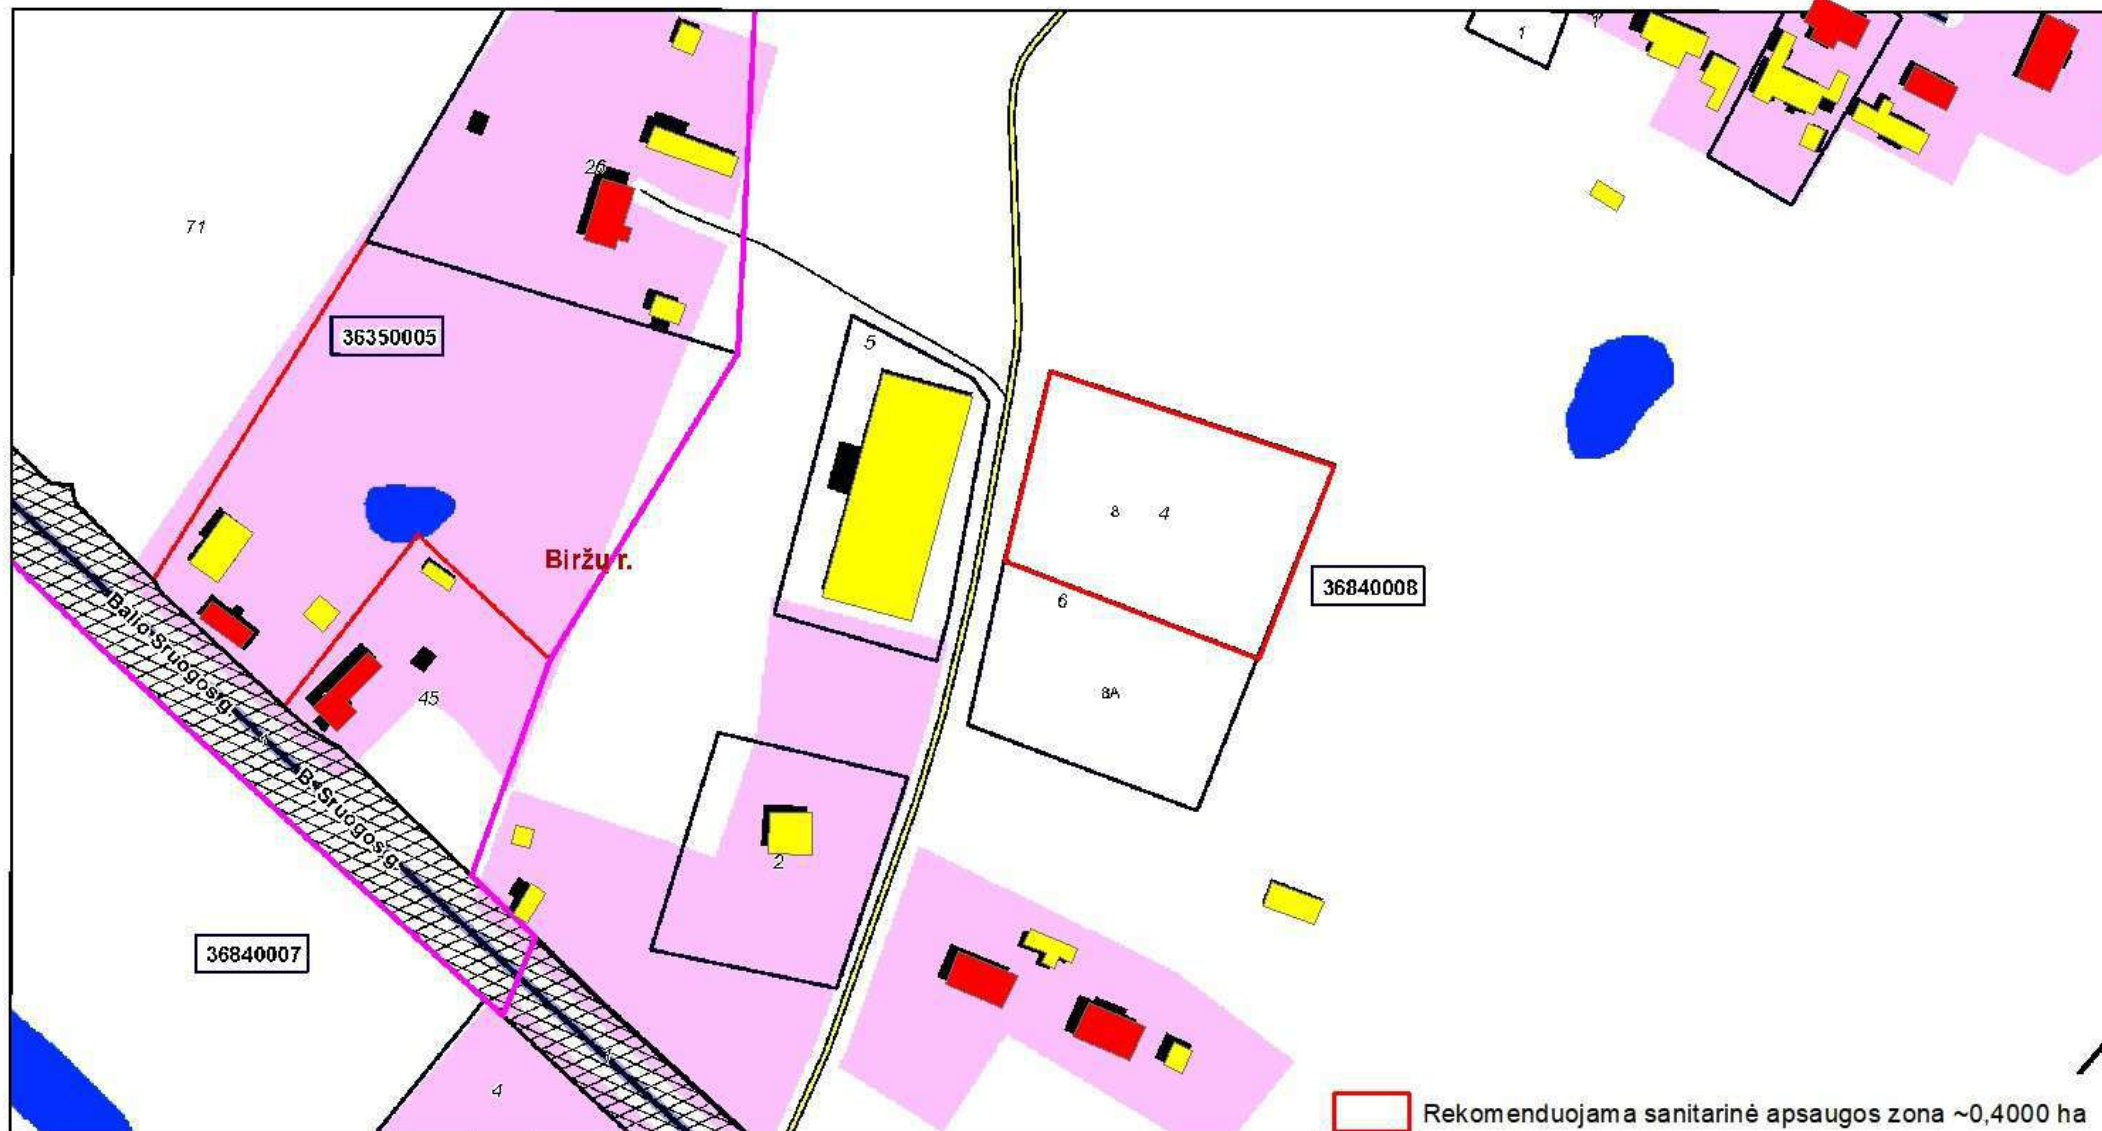 1
26
71
36350005
5
8 4
Biržų r.
36840008
6
Balio Sruogos g.
45
8A
B. Sruogos g.
2
36840007
4
Rekomenduojama sanitarinė apsaugos zona ~0,4000 ha